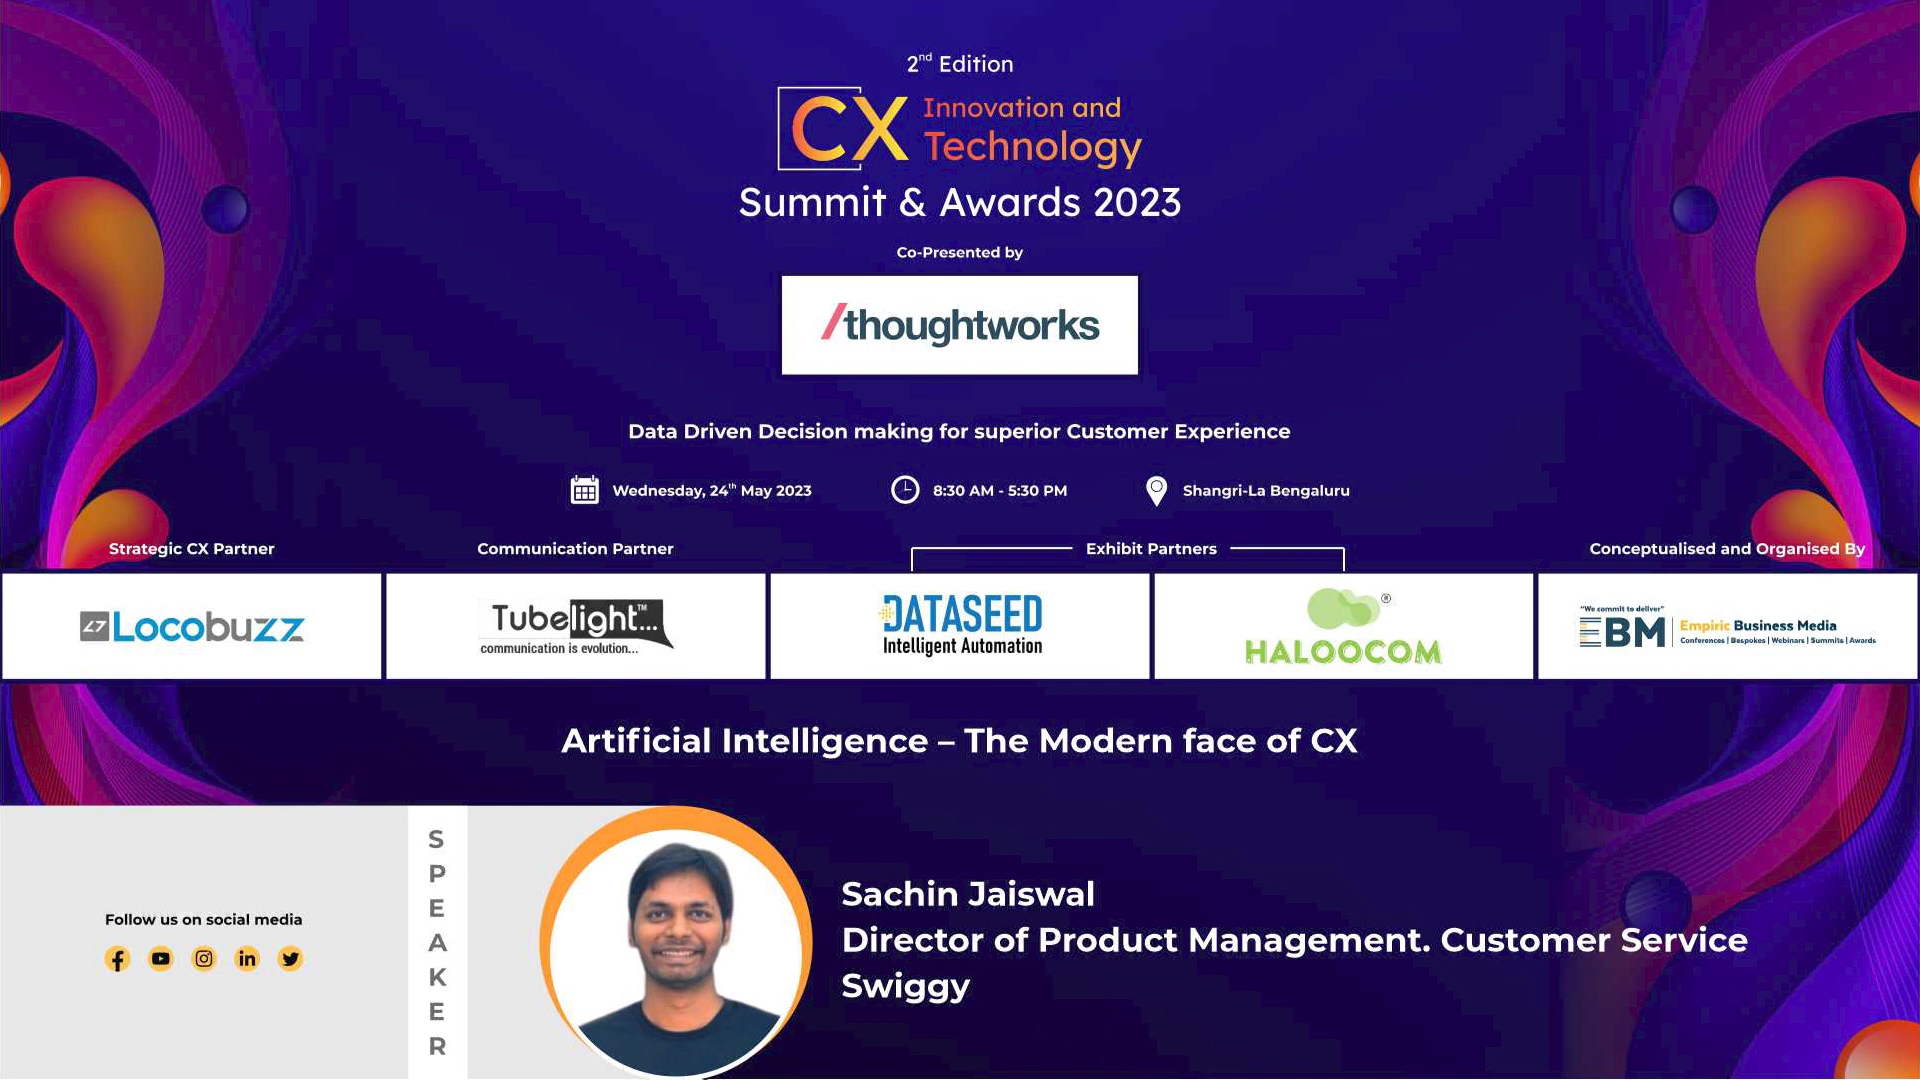 2nd Edition
CX Innovation and
Technology
Summit & Awards 2023
Co-Presented by
/thoughtworks
Data Driven Decision making for superior Customer Experience
Wednesday, 24th May 2023
8:30 AM - 5:30 PM
Shangri-La Bengaluru
Strategic CX Partner
Communication Partner
Exhibit Partners
Conceptualised and Organised By
LOCObuzz
Tubelight™...
communication is evolution...
DATASEED
Intelligent Automation
HALOOCOM®
"We commit to deliver"
EBM
Empiric Business Media
Conferences | Bespokes | Webinars | Summits | Awards
Artificial Intelligence – The Modern face of CX
Follow us on social media
SPEAKER
Sachin Jaiswal
Director of Product Management. Customer Service
Swiggy